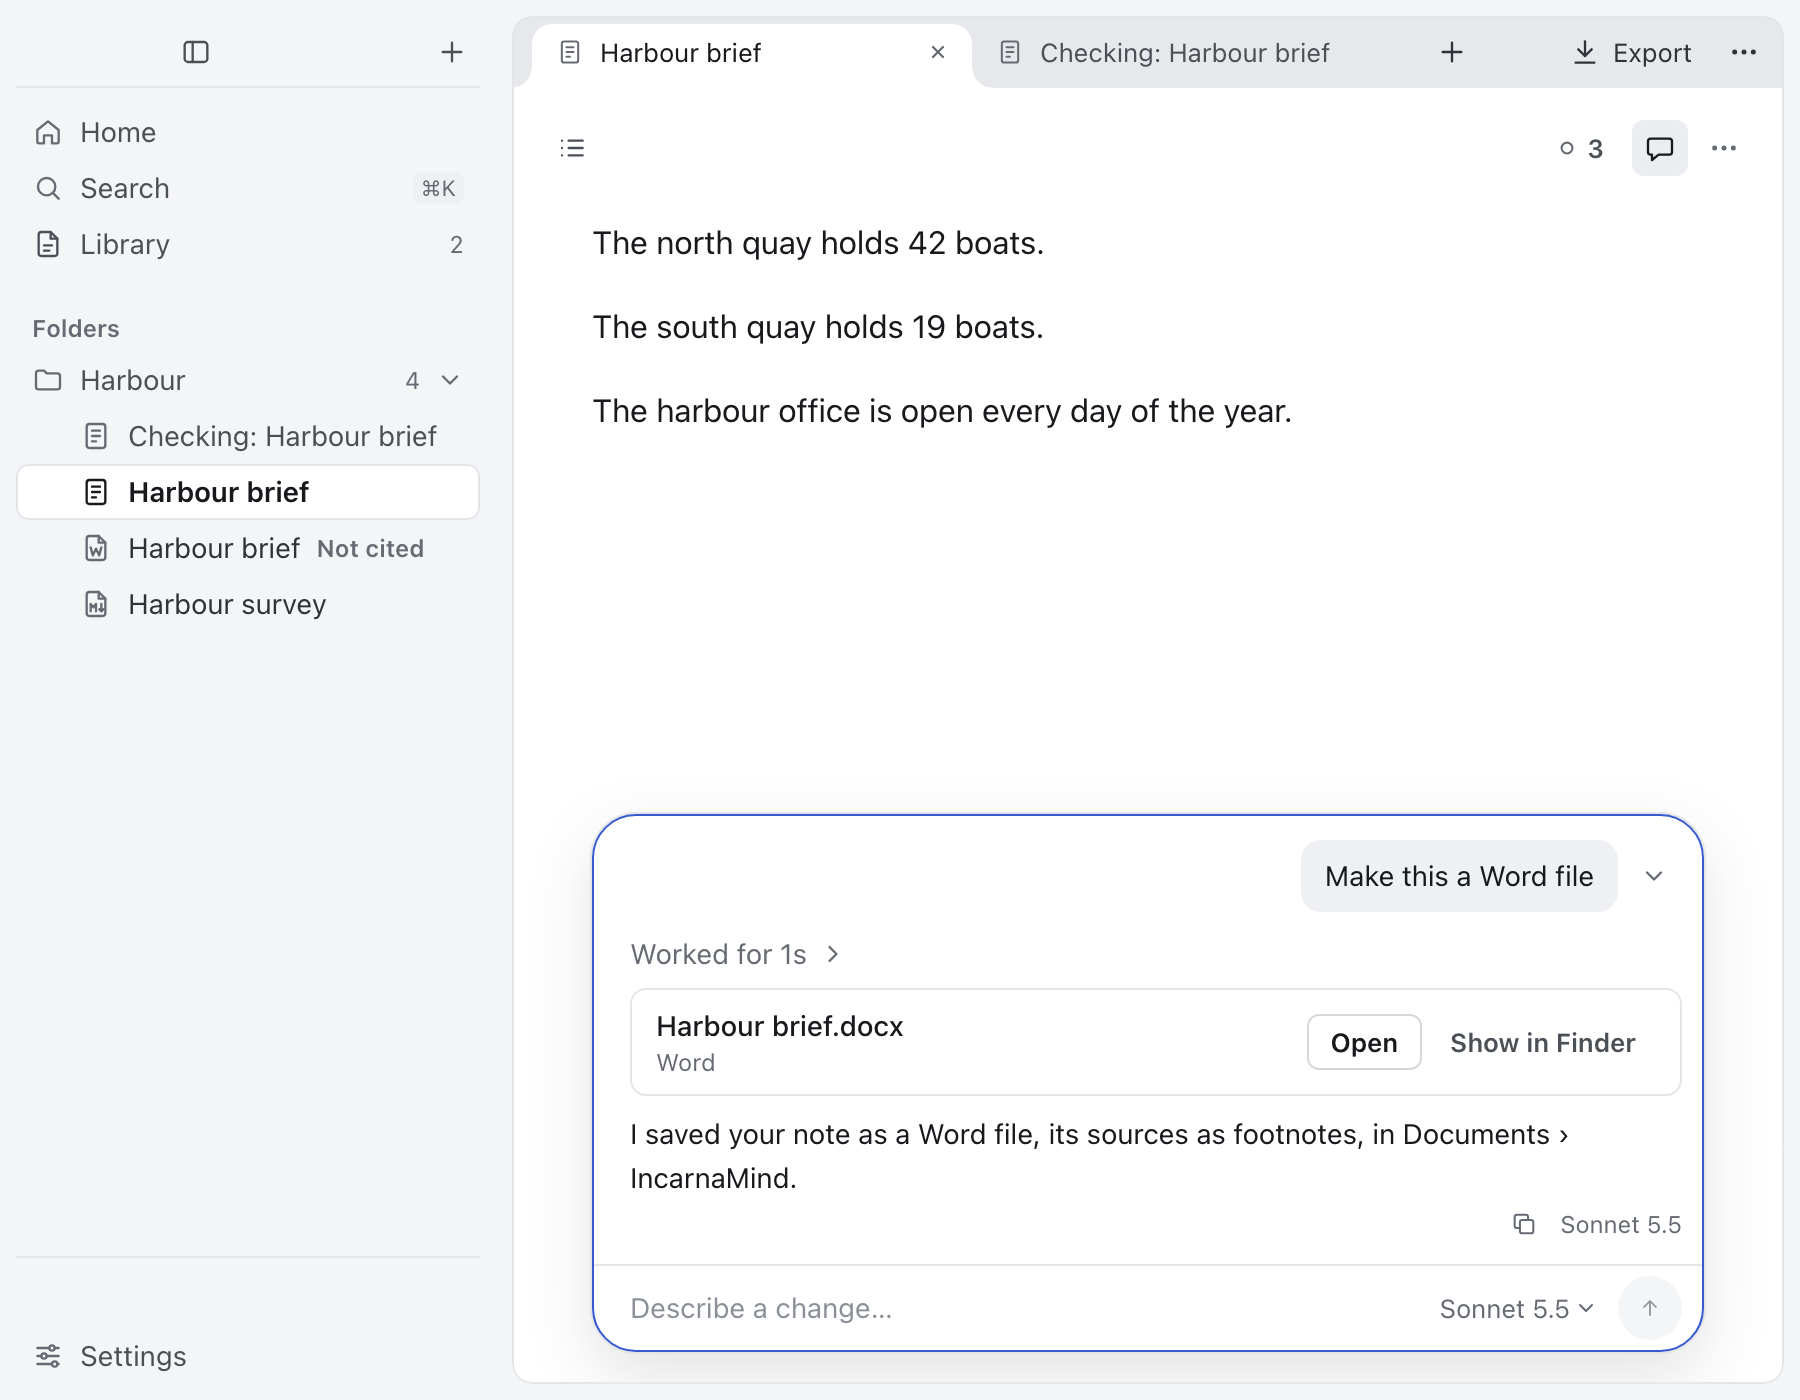 Home
Search ⌘K
Library 2
Folders
Harbour 4
Checking: Harbour brief
Harbour brief
Harbour brief Not cited
Harbour survey
Settings
Harbour brief
Checking: Harbour brief
Export
3
The north quay holds 42 boats.
The south quay holds 19 boats.
The harbour office is open every day of the year.
Make this a Word file
Worked for 1s
Harbour brief.docx
Word
Open
Show in Finder
I saved your note as a Word file, its sources as footnotes, in Documents ›
IncarnaMind.
Sonnet 5.5
Describe a change...
Sonnet 5.5